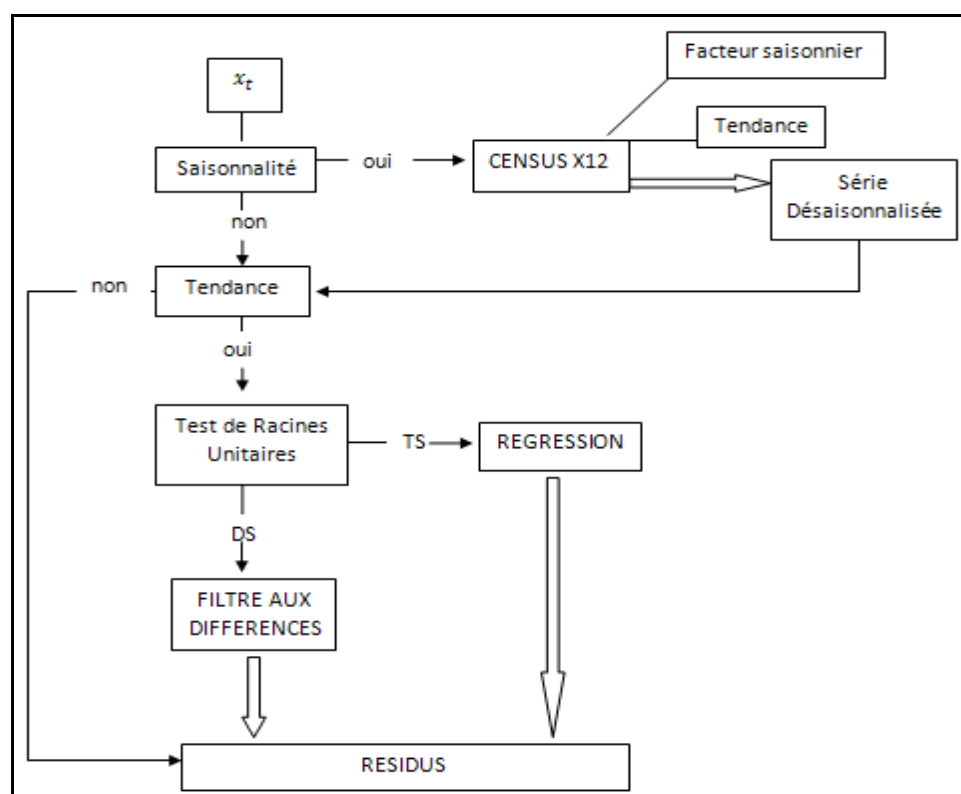 Facteur saisonnier
x_t
Tendance
Saisonnalité
oui
CENSUS X12
Série
Désaisonnalisée
non
non
Tendance
oui
Test de Racines
Unitaires
TS
REGRESSION
DS
FILTRE AUX
DIFFERENCES
RESIDUS